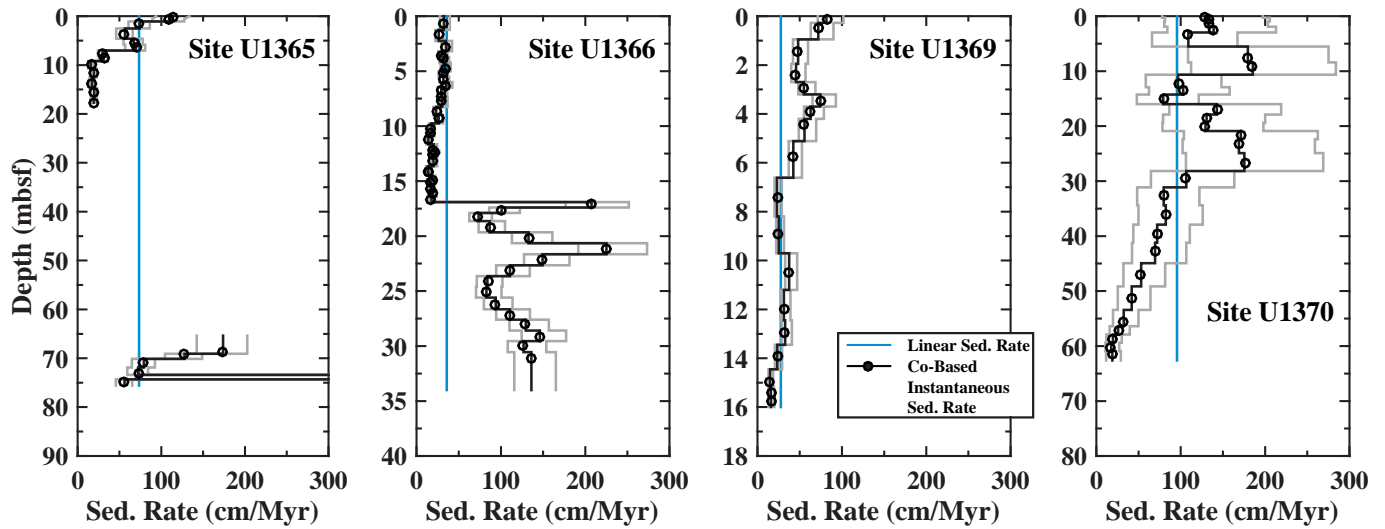 Depth (mbsf)
0
10
20
30
40
50
60
70
80
90
Site U1365
0 100 200 300
Sed. Rate (cm/Myr)
0
5
10
15
20
25
30
35
40
Site U1366
0 100 200 300
Sed. Rate (cm/Myr)
0
2
4
6
8
10
12
14
16
18
Site U1369
Linear Sed. Rate
Co-Based
Instantaneous
Sed. Rate
0 100 200 300
Sed. Rate (cm/Myr)
0
10
20
30
40
50
60
70
80
Site U1370
0 100 200 300
Sed. Rate (cm/Myr)